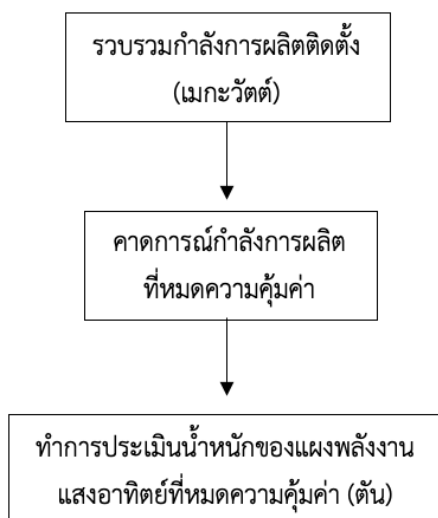 รวบรวมกำลังการผลิตติดตั้ง
(เมกะวัตต์)
คาดการณ์กำลังการผลิต
ที่หมดความคุ้มค่า
ทำการประเมินน้ำหนักของแผงพลังงาน
แสงอาทิตย์ที่หมดความคุ้มค่า (ตัน)